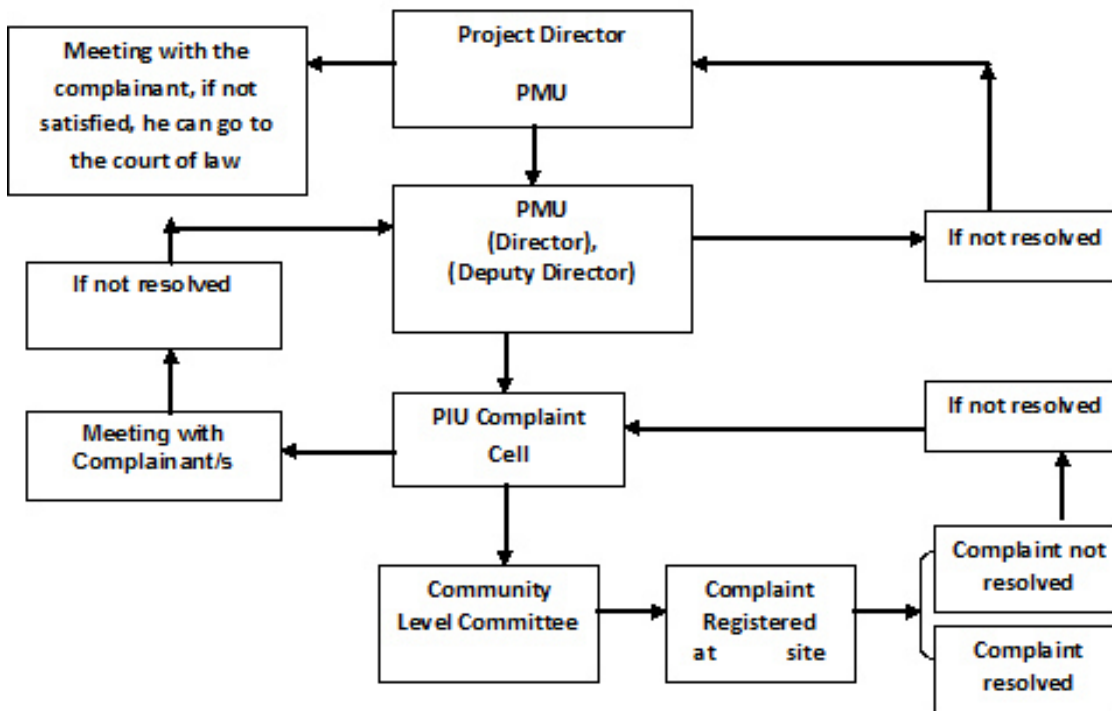 Meeting with the
complainant, if not
satisfied, he can go to
the court of law
Project Director
PMU
PMU
(Director),
(Deputy Director)
If not resolved
If not resolved
PIU Complaint
Cell
If not resolved
Meeting with
Complainant/s
Community
Level Committee
Complaint
Registered
at site
Complaint not
resolved
Complaint
resolved